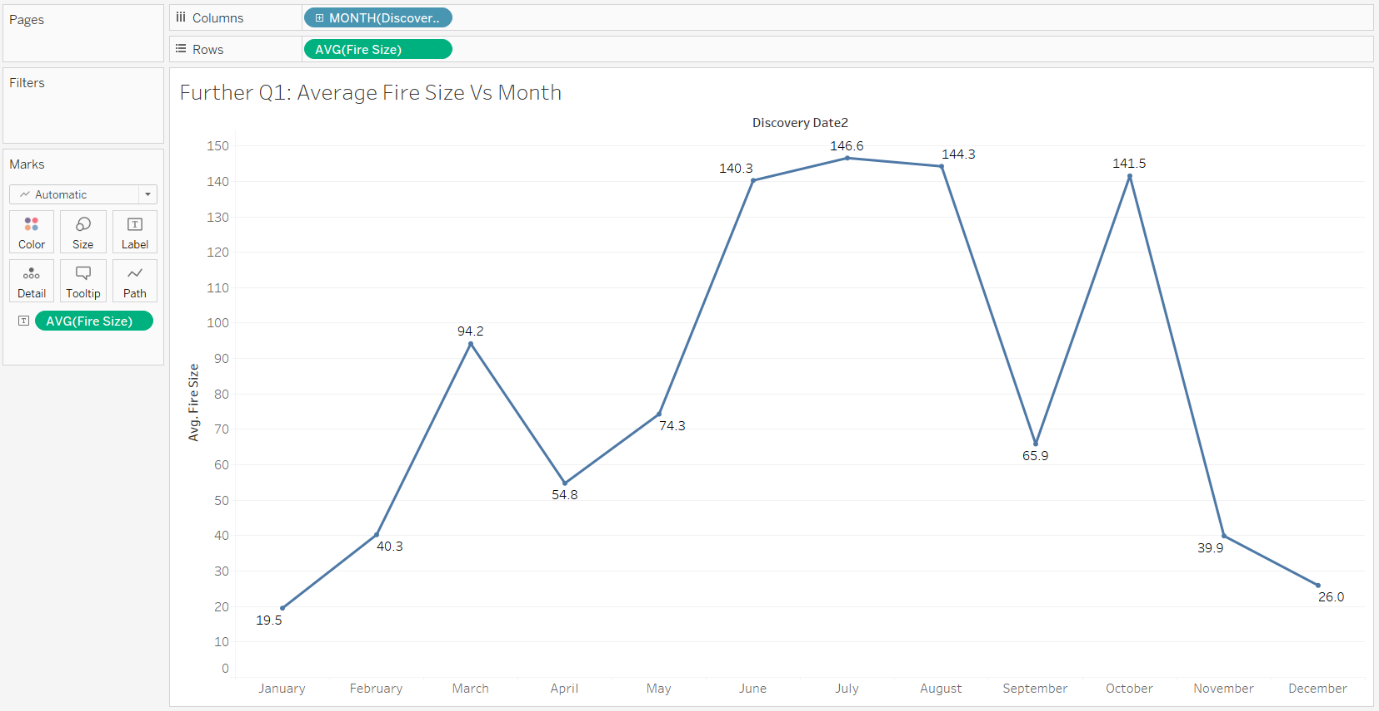 Pages
Columns
MONTH(Discover..
Rows
AVG(Fire Size)
Filters
Marks
Automatic
Color
Size
Label
Detail
Tooltip
Path
AVG(Fire Size)
Further Q1: Average Fire Size Vs Month
Discovery Date2
150
140
130
120
110
100
90
80
70
60
50
40
30
20
10
0
Avg. Fire Size
19.5
40.3
94.2
54.8
74.3
140.3
146.6
144.3
65.9
141.5
39.9
26.0
January
February
March
April
May
June
July
August
September
October
November
December